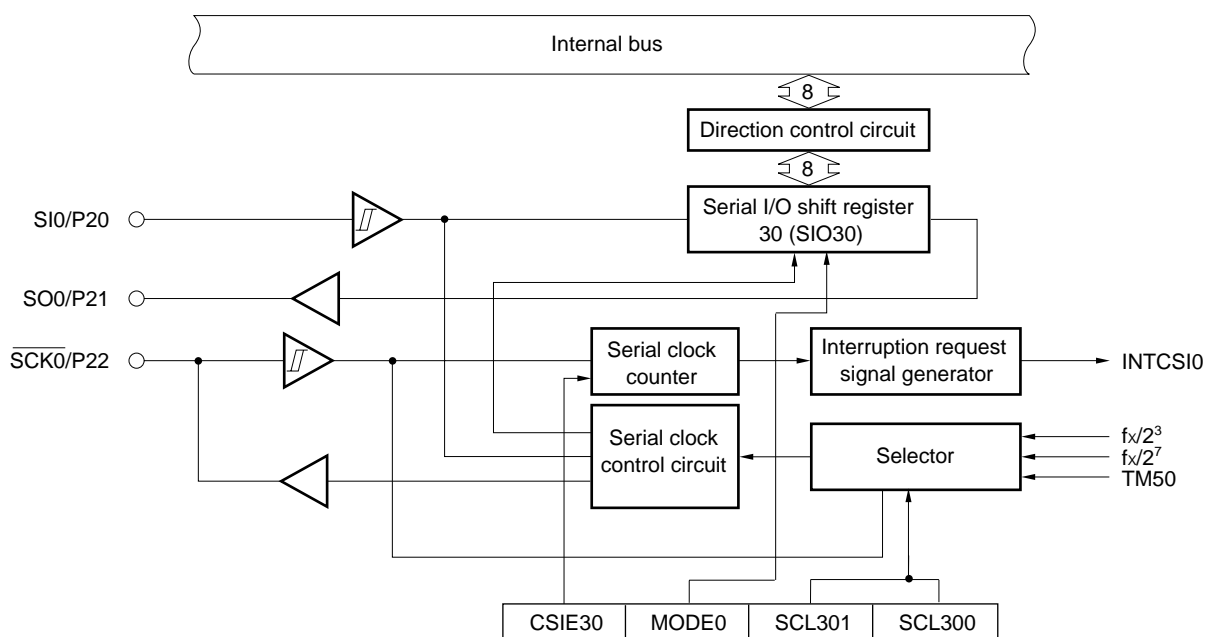 Internal bus
8
Direction control circuit
8
SI0/P20
Serial I/O shift register
30 (SIO30)
SO0/P21
SCK0/P22
Serial clock
counter
Interruption request
signal generator
INTCSI0
Serial clock
control circuit
Selector
fX/2³
fX/2⁷
TM50
CSIE30
MODE0
SCL301
SCL300